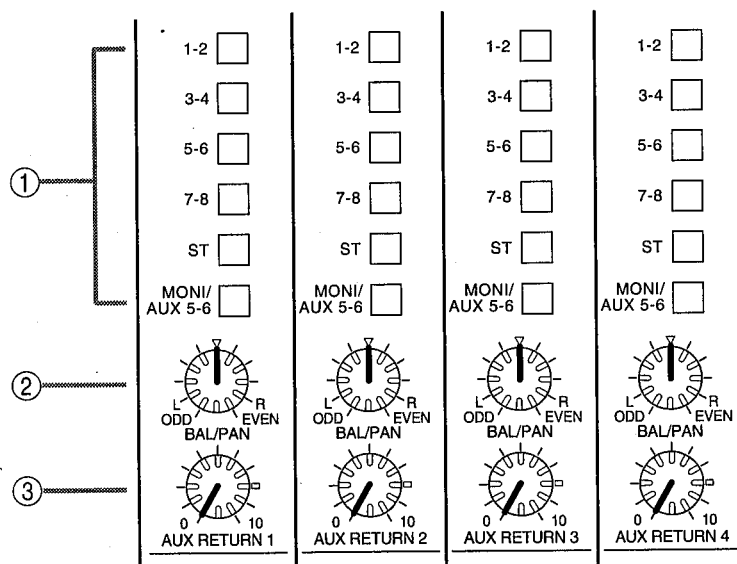 1-2 1-2 1-2 1-2
3-4 3-4 3-4 3-4
5-6 5-6 5-6 5-6
① 7-8 7-8 7-8 7-8
ST ST ST ST
MONI/ MONI/ MONI/ MONI/
AUX 5-6 AUX 5-6 AUX 5-6 AUX 5-6
②
L R L R L R L R
ODD EVEN ODD EVEN ODD EVEN ODD EVEN
BAL/PAN BAL/PAN BAL/PAN BAL/PAN
③
0 10 0 10 0 10 0 10
AUX RETURN 1 AUX RETURN 2 AUX RETURN 3 AUX RETURN 4